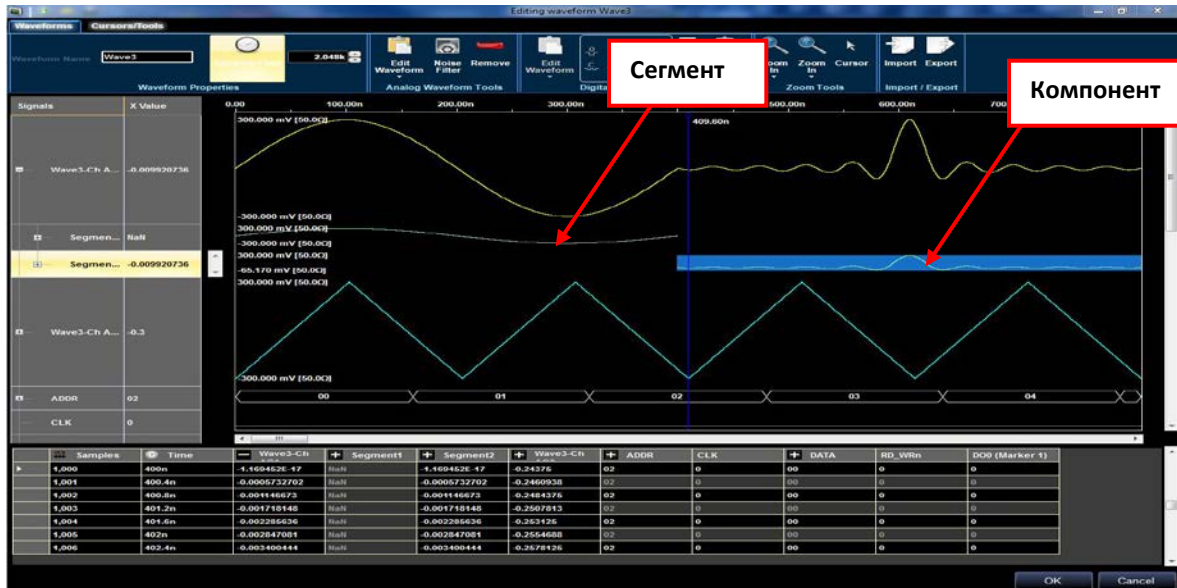 Editing waveform Wave3
Waveforms Cursors/Tools
Waveform Name Wave3 2.048k
Edit Waveform Noise Filter Remove Edit Waveform Zoom In Cursor Import Export
Waveform Properties Analog Waveform Tools Zoom Tools Import / Export
Сегмент
Компонент
Signals X Value 0.00 100.00n 200.00n 300.00n 600.00n
300.000 mV [50.0Ω] 409.60n
Wave3-Ch A... -0.009920736
-300.000 mV [50.0Ω]
300.000 mV [50.0Ω]
Segmen... NaN
-300.000 mV [50.0Ω]
300.000 mV [50.0Ω]
Segmen... -0.009920736
-65.170 mV [50.0Ω]
300.000 mV [50.0Ω]
Wave3-Ch A... -0.3
-300.000 mV [50.0Ω]
ADDR 02 00 01 02 03 04
CLK 0
Samples Time Wave3-Ch Segment1 Segment2 Wave3-Ch ADDR CLK DATA RD_WRn DO0 (Marker 1)
1,000 400n -1.169452E-17 NaN -1.169452E-17 -0.24375 02 0 00 0 0
1,001 400.4n -0.0005732702 NaN -0.0005732702 -0.2460938 02 0 00 0 0
1,002 400.8n -0.001146673 NaN -0.001146673 -0.2484375 02 0 00 0 0
1,003 401.2n -0.001718148 NaN -0.001718148 -0.2507813 02 0 00 0 0
1,004 401.6n -0.002285636 NaN -0.002285636 -0.253125 02 0 00 0 0
1,005 402n -0.002847081 NaN -0.002847081 -0.2554688 02 0 00 0 0
1,006 402.4n -0.003400444 NaN -0.003400444 -0.2578125 02 0 00 0 0
OK Cancel